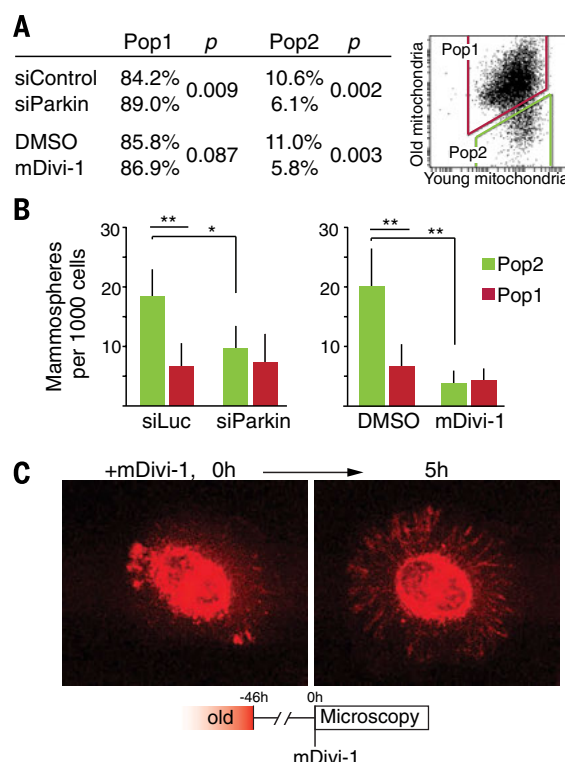 A
Pop1 p Pop2 p
siControl 84.2% 0.009 10.6% 0.002
siParkin 89.0% 6.1%
DMSO 85.8% 0.087 11.0% 0.003
mDivi-1 86.9% 5.8%
Old mitochondria
Pop1
Pop2
Young mitochondria
B
Mammospheres
per 1000 cells
30
20
10
** *
siLuc siParkin
30
20
10
** **
DMSO mDivi-1
Pop2
Pop1
C
+mDivi-1, 0h 5h
-46h 0h
old Microscopy
mDivi-1